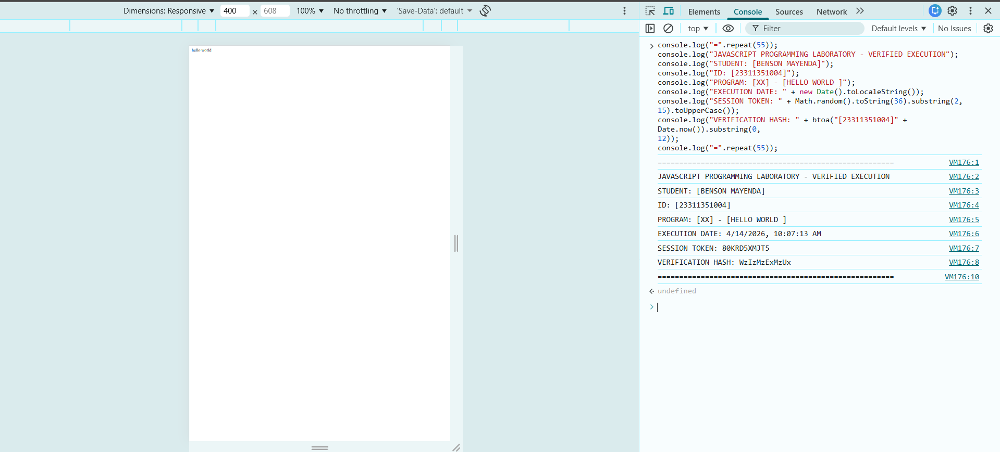 Dimensions: Responsive ▼ 400 × 608 100% ▼ No throttling ▼ 'Save-Data': default ▼
hello world
Elements Console Sources Network
top ▼ Filter Default levels ▼ No Issues
console.log("=".repeat(55));
console.log("JAVASCRIPT PROGRAMMING LABORATORY - VERIFIED EXECUTION");
console.log("STUDENT: [BENSON MAYENDA]");
console.log("ID: [23311351004]");
console.log("PROGRAM: [XX] - [HELLO WORLD ]");
console.log("EXECUTION DATE: " + new Date().toLocaleString());
console.log("SESSION TOKEN: " + Math.random().toString(36).substring(2,
15).toUpperCase());
console.log("VERIFICATION HASH: " + btoa("[23311351004]" +
Date.now()).substring(0,
12));
console.log("=".repeat(55));
======================================================= VM176:1
JAVASCRIPT PROGRAMMING LABORATORY - VERIFIED EXECUTION VM176:2
STUDENT: [BENSON MAYENDA] VM176:3
ID: [23311351004] VM176:4
PROGRAM: [XX] - [HELLO WORLD ] VM176:5
EXECUTION DATE: 4/14/2026, 10:07:13 AM VM176:6
SESSION TOKEN: 80KRD5XMJT5 VM176:7
VERIFICATION HASH: WzIzMzExMzUx VM176:8
======================================================= VM176:10
undefined